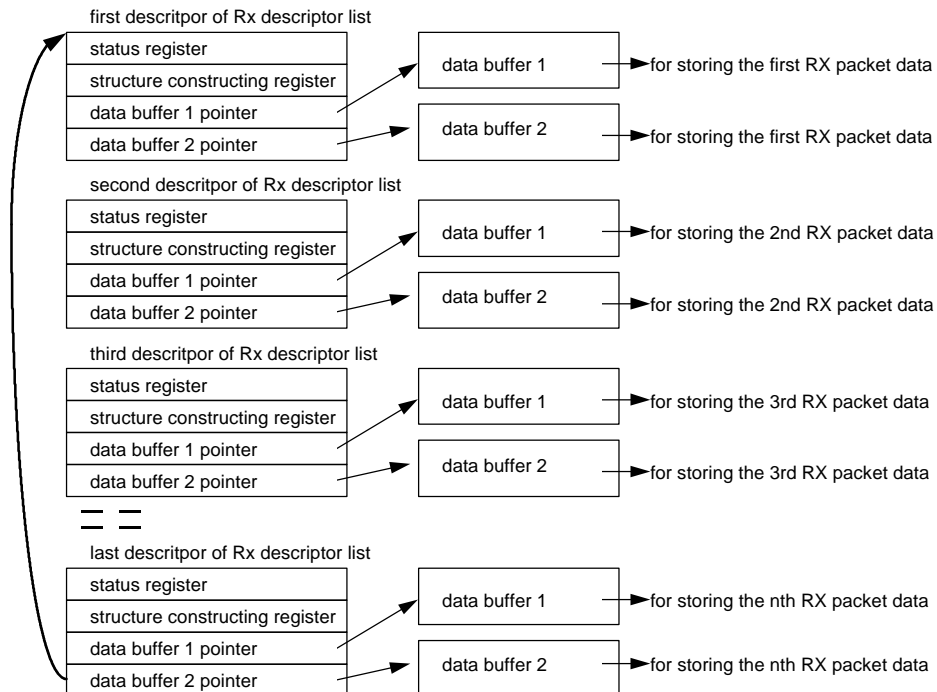 first descritpor of Rx descriptor list
status register
structure constructing register
data buffer 1 pointer
data buffer 2 pointer
data buffer 1
for storing the first RX packet data
data buffer 2
for storing the first RX packet data
second descritpor of Rx descriptor list
status register
structure constructing register
data buffer 1 pointer
data buffer 2 pointer
data buffer 1
for storing the 2nd RX packet data
data buffer 2
for storing the 2nd RX packet data
third descritpor of Rx descriptor list
status register
structure constructing register
data buffer 1 pointer
data buffer 2 pointer
data buffer 1
for storing the 3rd RX packet data
data buffer 2
for storing the 3rd RX packet data
last descritpor of Rx descriptor list
status register
structure constructing register
data buffer 1 pointer
data buffer 2 pointer
data buffer 1
for storing the nth RX packet data
data buffer 2
for storing the nth RX packet data